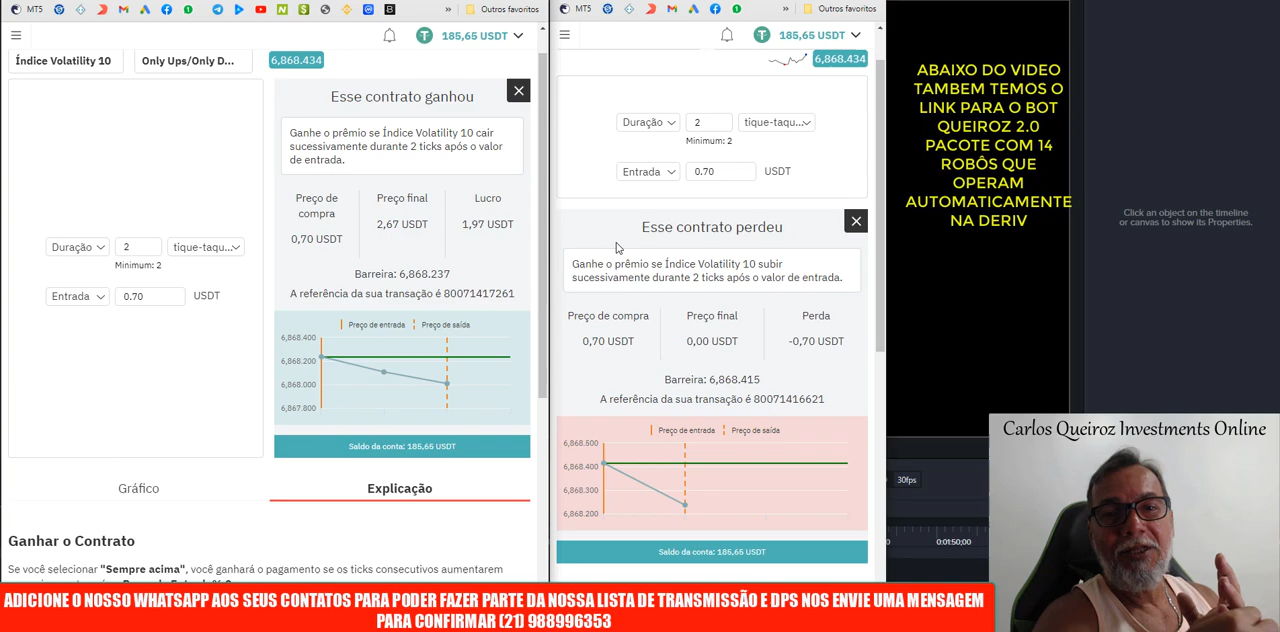 MT5
»
Outros favoritos
185,65 USDT
Índice Volatility 10
Only Ups/Only D...
6,868.434
Duração
2
tique-taqu...
Minimum: 2
Entrada
0.70
USDT
Esse contrato ganhou
Ganhe o prêmio se Índice Volatility 10 cair
sucessivamente durante 2 ticks após o valor
de entrada.
Preço de
compra
0,70 USDT
Preço final
2,67 USDT
Lucro
1,97 USDT
Barreira: 6,868.237
A referência da sua transação é 80071417261
Preço de entrada
Preço de saída
6,868.400
6,868.200
6,868.000
6,867.800
Saldo da conta: 185,65 USDT
Gráfico
Explicação
Ganhar o Contrato
Se você selecionar "Sempre acima", você ganhará o pagamento se os ticks consecutivos aumentarem
MT5
»
Outros favoritos
185,65 USDT
6,868.434
Duração
2
tique-taqu...
Minimum: 2
Entrada
0.70
USDT
Esse contrato perdeu
Ganhe o prêmio se Índice Volatility 10 subir
sucessivamente durante 2 ticks após o valor de entrada.
Preço de compra
0,70 USDT
Preço final
0,00 USDT
Perda
-0,70 USDT
Barreira: 6,868.415
A referência da sua transação é 80071416621
Preço de entrada
Preço de saída
6,868.500
6,868.400
6,868.300
6,868.200
Saldo da conta: 185,65 USDT
ABAIXO DO VIDEO
TAMBEM TEMOS O
LINK PARA O BOT
QUEIROZ 2.0
PACOTE COM 14
ROBÔS QUE
OPERAM
AUTOMATICAMENTE
NA DERIV
Click an object on the timeline
or canvas to show its Properties.
Carlos Queiroz Investments Online
30fps
0:01:50;00
ADICIONE O NOSSO WHATSAPP AOS SEUS CONTATOS PARA PODER FAZER PARTE DA NOSSA LISTA DE TRANSMISSÃO E DPS NOS ENVIE UMA MENSAGEM
PARA CONFIRMAR (21) 988996353